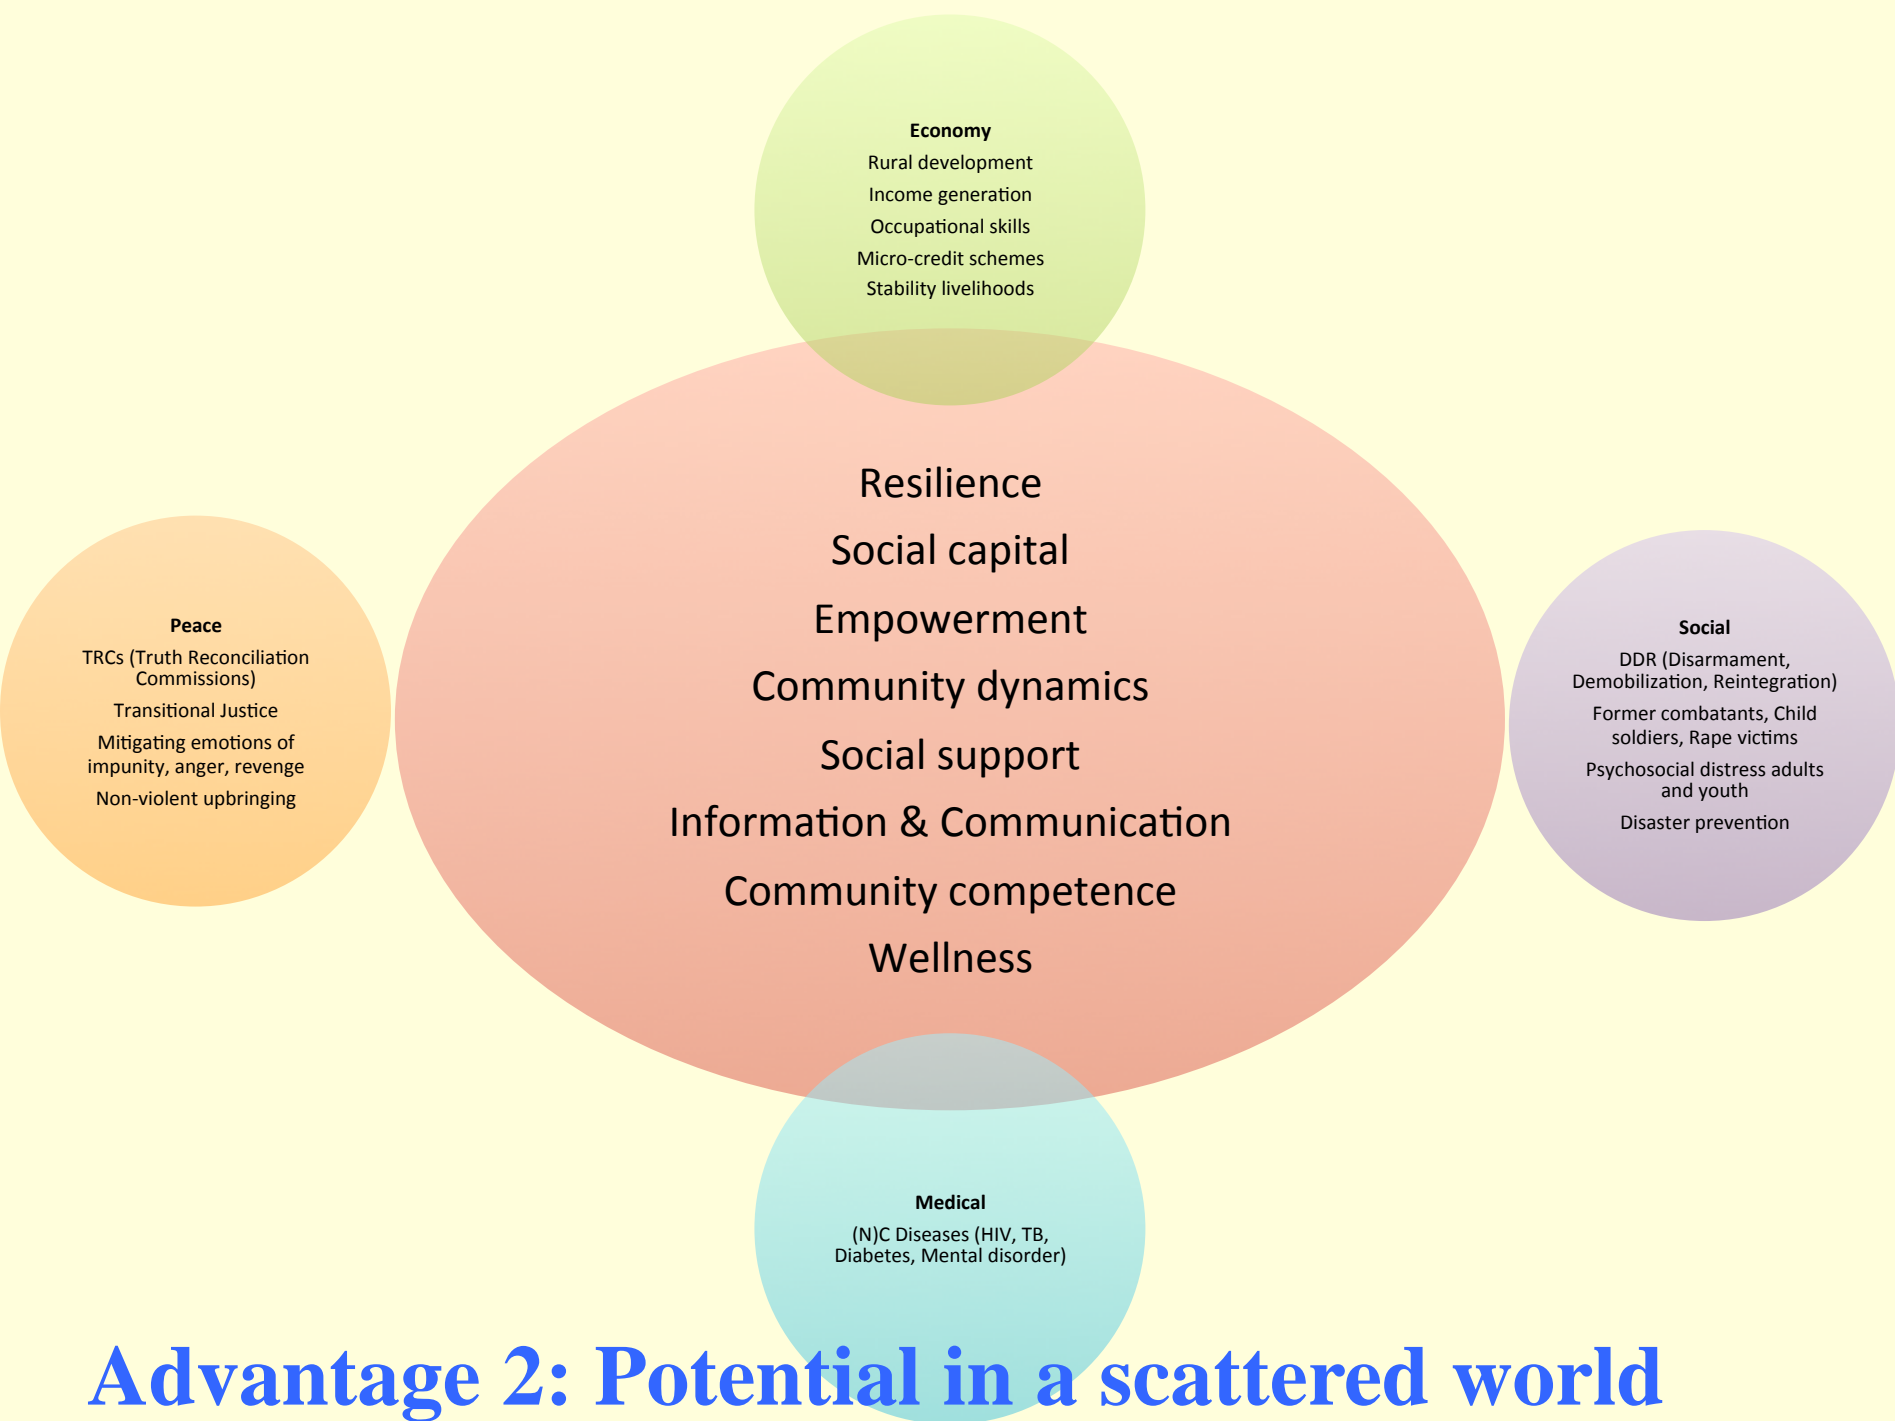 Economy
Rural development
Income generation
Occupational skills
Micro-credit schemes
Stability livelihoods
Resilience
Social capital
Empowerment
Community dynamics
Social support
Information & Communication
Community competence
Wellness
Peace
TRCs (Truth Reconciliation
Commissions)
Transitional Justice
Mitigating emotions of
impunity, anger, revenge
Non-violent upbringing
Social
DDR (Disarmament,
Demobilization, Reintegration)
Former combatants, Child
soldiers, Rape victims
Psychosocial distress adults
and youth
Disaster prevention
Medical
(N)C Diseases (HIV, TB,
Diabetes, Mental disorder)
Advantage 2: Potential in a scattered world